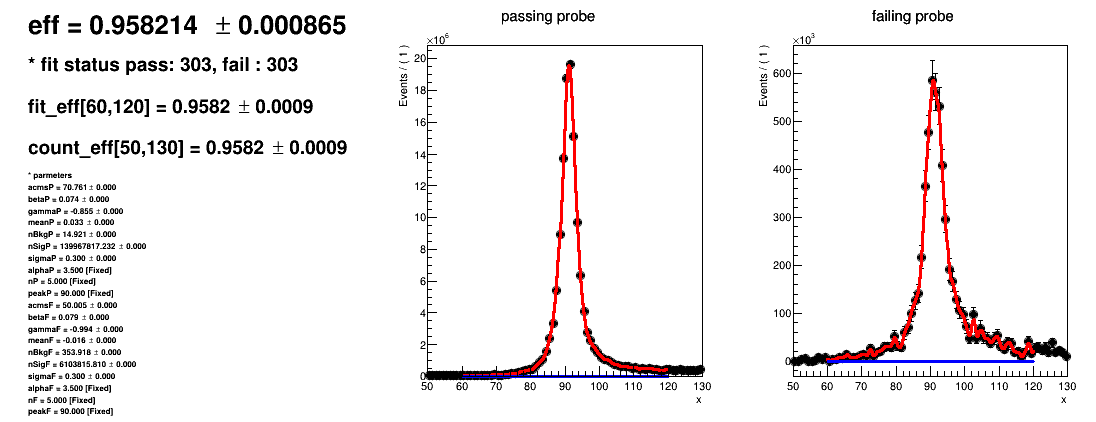 eff = 0.958214 ± 0.000865
* fit status pass: 303, fail : 303
fit_eff[60,120] = 0.9582 ± 0.0009
count_eff[50,130] = 0.9582 ± 0.0009
* parmeters
acmsP = 70.761 ± 0.000
betaP = 0.074 ± 0.000
gammaP = -0.855 ± 0.000
meanP = 0.033 ± 0.000
nBkgP = 14.921 ± 0.000
nSigP = 139967817.232 ± 0.000
sigmaP = 0.300 ± 0.000
alphaP = 3.500 [Fixed]
nP = 5.000 [Fixed]
peakP = 90.000 [Fixed]
acmsF = 50.005 ± 0.000
betaF = 0.079 ± 0.000
gammaF = -0.994 ± 0.000
meanF = -0.016 ± 0.000
nBkgF = 353.918 ± 0.000
nSigF = 6103815.810 ± 0.000
sigmaF = 0.300 ± 0.000
alphaF = 3.500 [Fixed]
nF = 5.000 [Fixed]
peakF = 90.000 [Fixed]
passing probe
×10⁶
Events / ( 1 )
20
18
16
14
12
10
8
6
4
2
0
50 60 70 80 90 100 110 120 130
x
failing probe
×10³
Events / ( 1 )
600
500
400
300
200
100
0
50 60 70 80 90 100 110 120 130
x